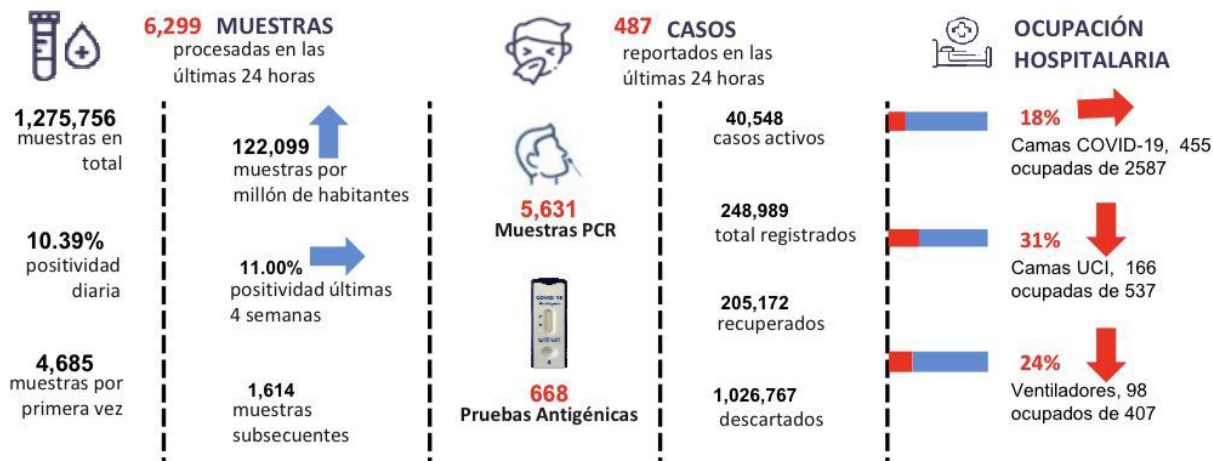 6,299 MUESTRAS
procesadas en las
últimas 24 horas
1,275,756
muestras en
total
10.39%
positividad
diaria
4,685
muestras por
primera vez
122,099
muestras por
millón de habitantes
11.00%
positividad últimas
4 semanas
1,614
muestras
subsecuentes
487 CASOS
reportados en las
últimas 24 horas
5,631
Muestras PCR
COVID-19
668
Pruebas Antigénicas
40,548
casos activos
248,989
total registrados
205,172
recuperados
1,026,767
descartados
OCUPACIÓN
HOSPITALARIA
18%
Camas COVID-19, 455
ocupadas de 2587
31%
Camas UCI, 166
ocupadas de 537
24%
Ventiladores, 98
ocupados de 407